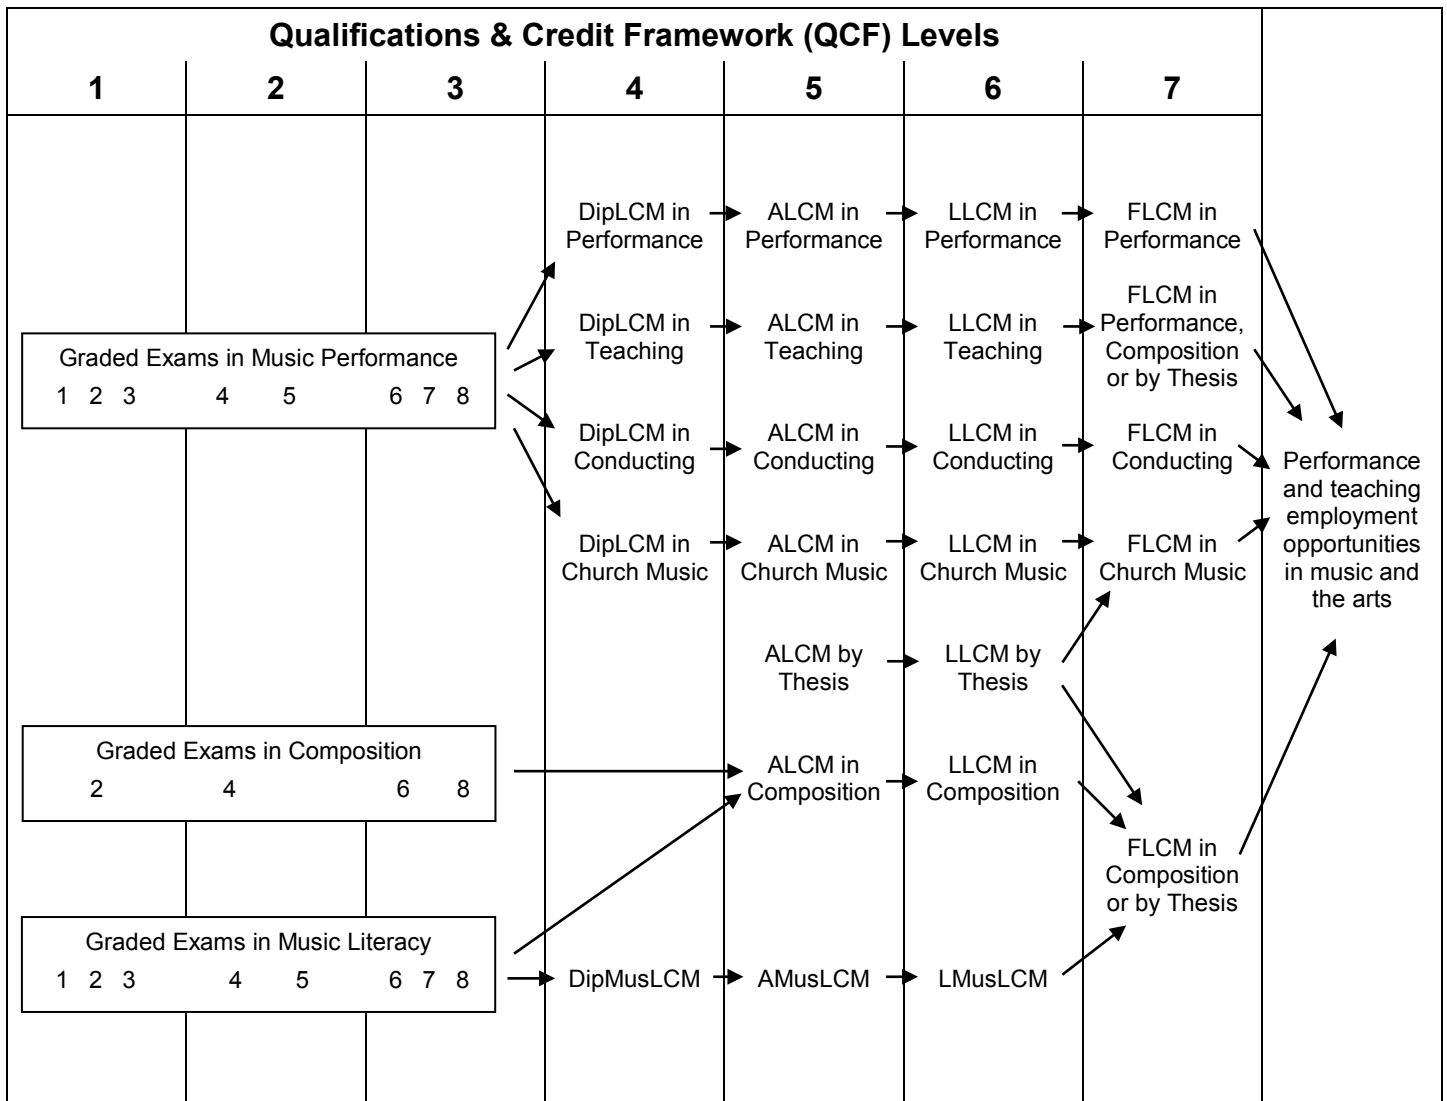 Qualifications & Credit Framework (QCF) Levels
1 2 3 4 5 6 7
DipLCM in
Performance
ALCM in
Performance
LLCM in
Performance
FLCM in
Performance
Graded Exams in Music Performance
1 2 3 4 5 6 7 8
DipLCM in
Teaching
ALCM in
Teaching
LLCM in
Teaching
FLCM in
Performance,
Composition
or by Thesis
DipLCM in
Conducting
ALCM in
Conducting
LLCM in
Conducting
FLCM in
Conducting
DipLCM in
Church Music
ALCM in
Church Music
LLCM in
Church Music
FLCM in
Church Music
Performance
and teaching
employment
opportunities
in music and
the arts
ALCM by
Thesis
LLCM by
Thesis
Graded Exams in Composition
2 4 6 8
ALCM in
Composition
LLCM in
Composition
FLCM in
Composition
or by Thesis
Graded Exams in Music Literacy
1 2 3 4 5 6 7 8
DipMusLCM
AMusLCM
LMusLCM